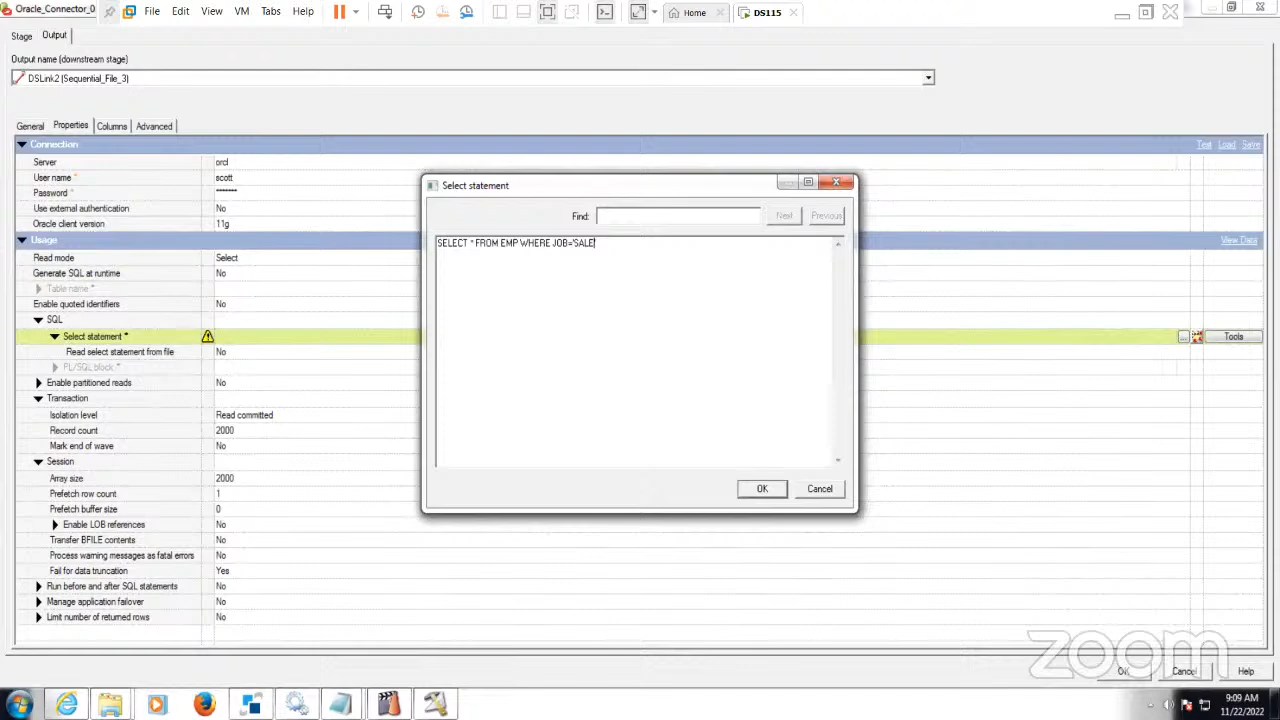 Oracle_Connector_0
File Edit View VM Tabs Help
Home
DS115
Stage Output
Output name (downstream stage)
DSLink2 (Sequential_File_3)
General Properties Columns Advanced
Connection Test Load Save
Server orcl
User name * scott
Password * *******
Use external authentication No
Oracle client version 11g
Usage View Data
Read mode Select
Generate SQL at runtime No
Table name *
Enable quoted identifiers No
SQL
Select statement * ... Tools
Read select statement from file No
PL/SQL block *
Enable partitioned reads No
Transaction
Isolation level Read committed
Record count 2000
Mark end of wave No
Session
Array size 2000
Prefetch row count 1
Prefetch buffer size 0
Enable LOB references No
Transfer BFILE contents No
Process warning messages as fatal errors No
Fail for data truncation Yes
Run before and after SQL statements No
Manage application failover No
Limit number of returned rows No
Select statement
Find: Next Previous
SELECT * FROM EMP WHERE JOB='SALE
OK Cancel
zoom
OK Cancel Help
9:09 AM
11/22/2022